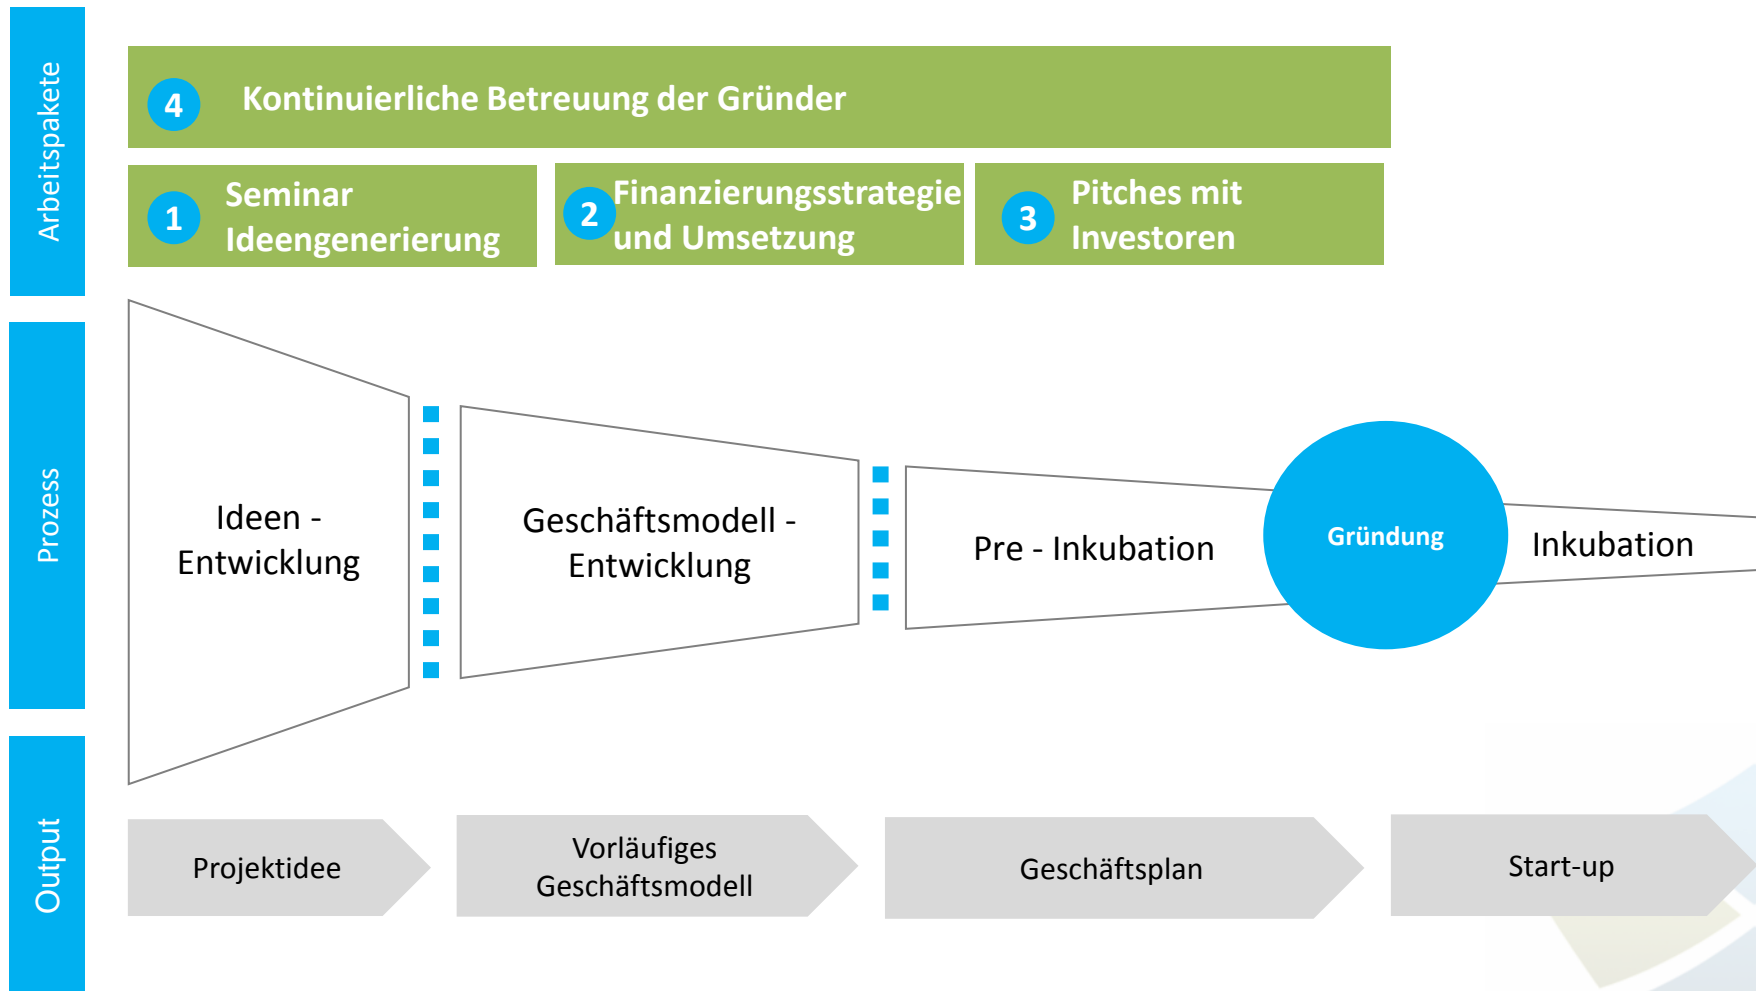 Arbeitspakete
4 Kontinuierliche Betreuung der Gründer
1 Seminar
Ideengenerierung
2 Finanzierungsstrategie
und Umsetzung
3 Pitches mit
Investoren
Prozess
Ideen -
Entwicklung
Geschäftsmodell -
Entwicklung
Pre - Inkubation
Gründung
Inkubation
Output
Projektidee
Vorläufiges
Geschäftsmodell
Geschäftsplan
Start-up